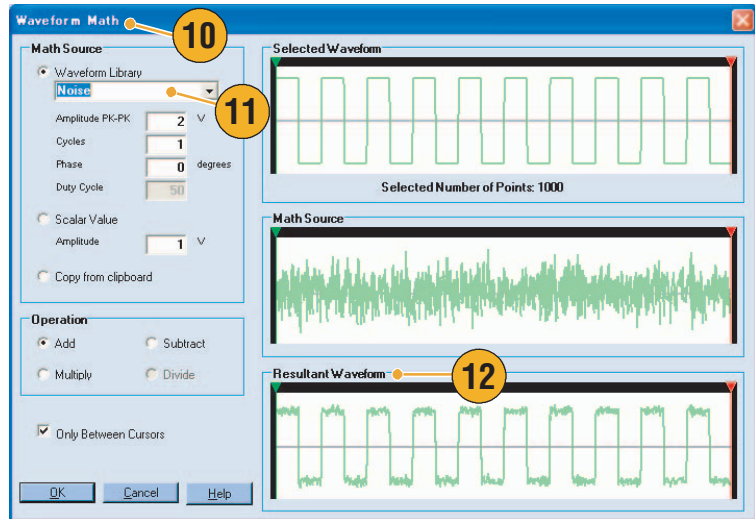 Waveform Math
10
Math Source
Waveform Library
Noise
11
Amplitude PK-PK 2 V
Cycles 1
Phase 0 degrees
Duty Cycle 50
Scalar Value
Amplitude 1 V
Copy from clipboard
Operation
Add Subtract
Multiply Divide
Only Between Cursors
OK Cancel Help
Selected Waveform
Selected Number of Points: 1000
Math Source
Resultant Waveform
12